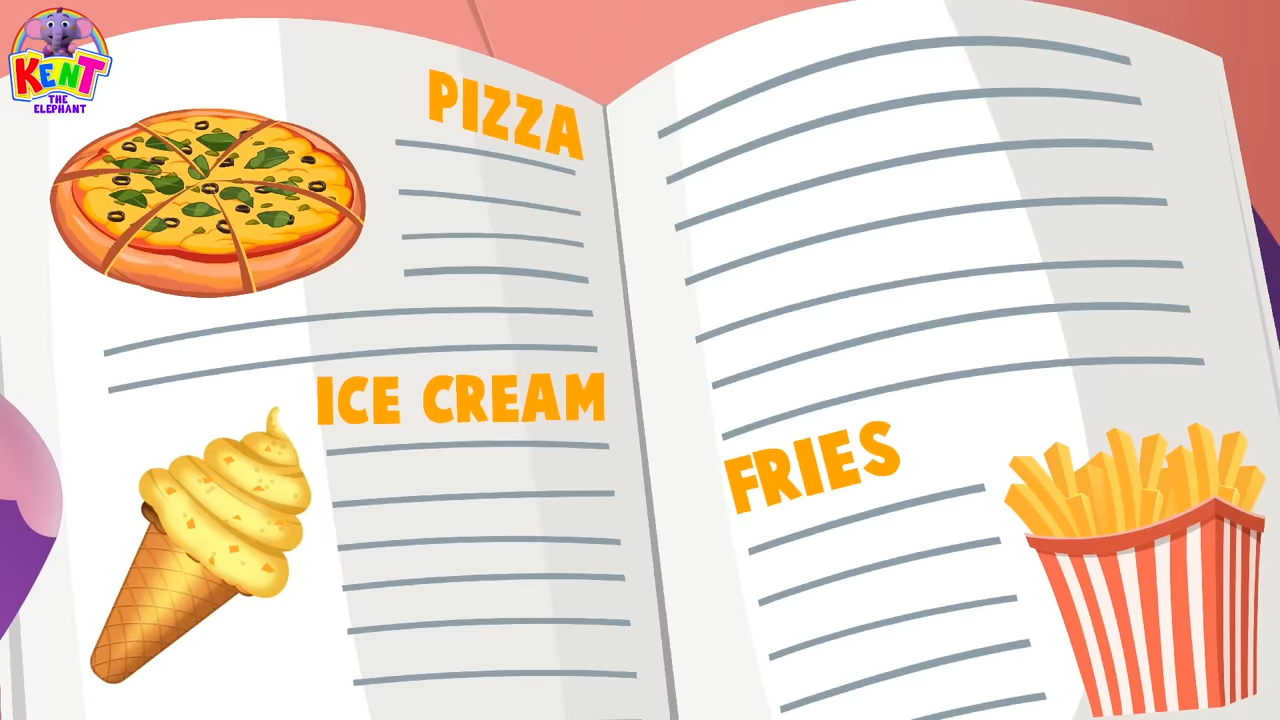 KENT
THE
ELEPHANT
PIZZA
ICE CREAM
FRIES